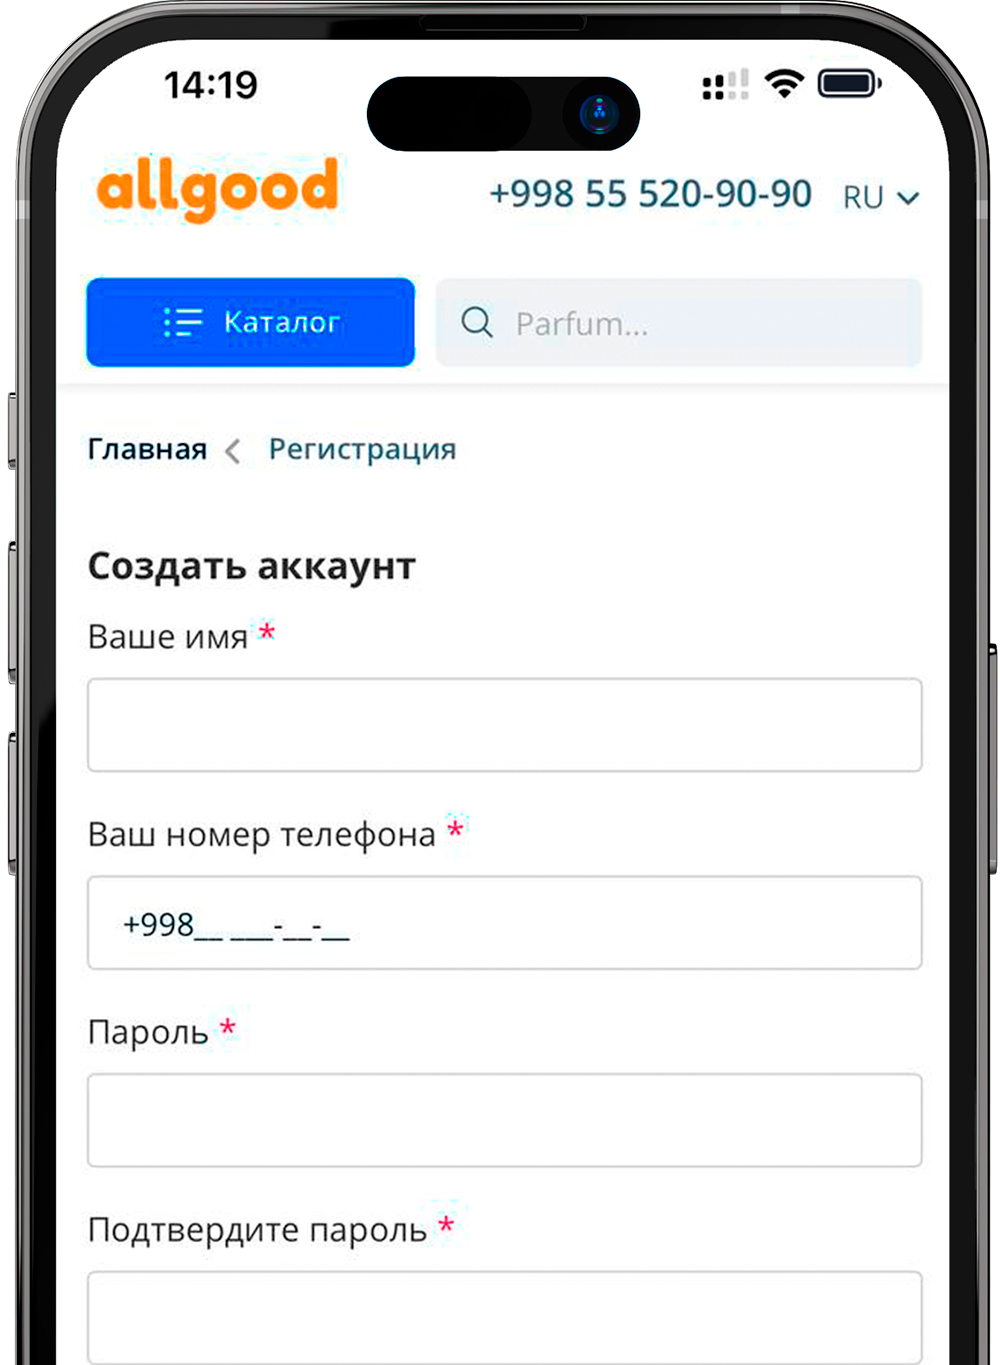 14:19
allgood
+998 55 520-90-90 RU
Каталог
Parfum...
Главная Регистрация
Создать аккаунт
Ваше имя *
Ваш номер телефона *
+998__ ___-__-__
Пароль *
Подтвердите пароль *